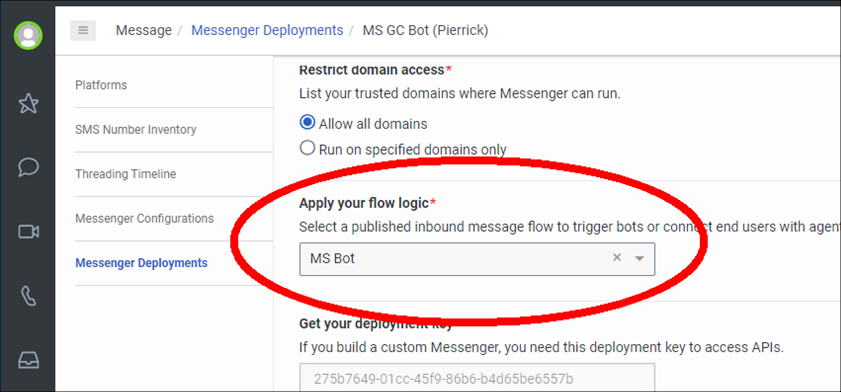 Message / Messenger Deployments / MS GC Bot (Pierrick)
Platforms
SMS Number Inventory
Threading Timeline
Messenger Configurations
Messenger Deployments
Restrict domain access*
List your trusted domains where Messenger can run.
Allow all domains
Run on specified domains only
Apply your flow logic*
Select a published inbound message flow to trigger bots or connect end users with agent
MS Bot
Get your deployment key
If you build a custom Messenger, you need this deployment key to access APIs.
275b7649-01cc-45f9-86b6-b4d65be6557b